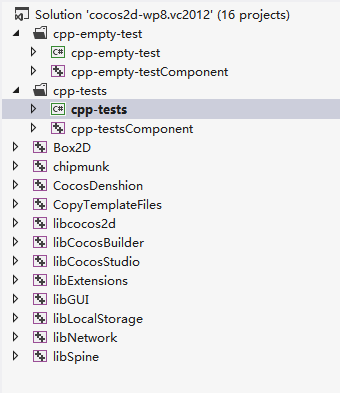 Solution 'cocos2d-wp8.vc2012' (16 projects)
cpp-empty-test
C# cpp-empty-test
cpp-empty-testComponent
cpp-tests
C# cpp-tests
cpp-testsComponent
Box2D
chipmunk
CocosDenshion
CopyTemplateFiles
libcocos2d
libCocosBuilder
libCocosStudio
libExtensions
libGUI
libLocalStorage
libNetwork
libSpine